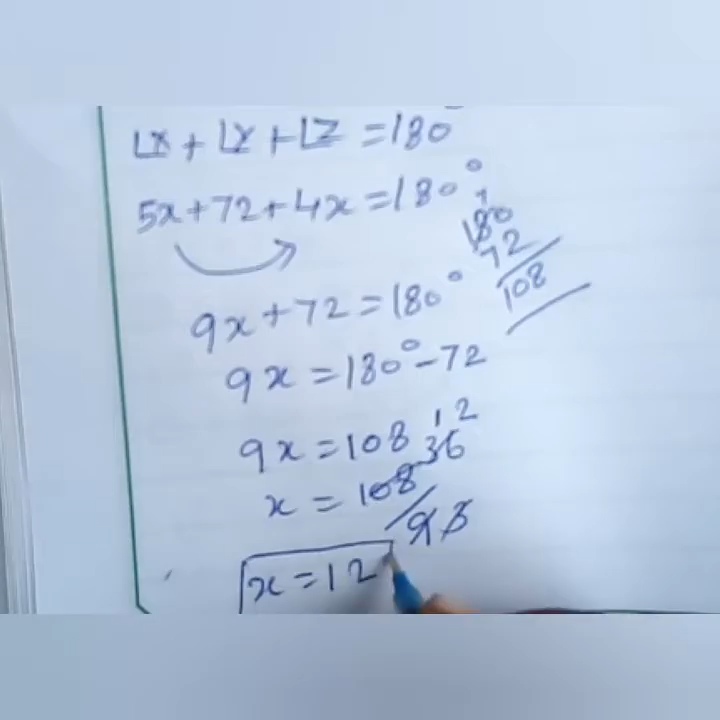 ∠x + ∠y + ∠z = 180°
5x + 72 + 4x = 180°
180
72
108
9x + 72 = 180°
9x = 180° - 72
9x = 108
12
36
x = 108/9 3
x = 12